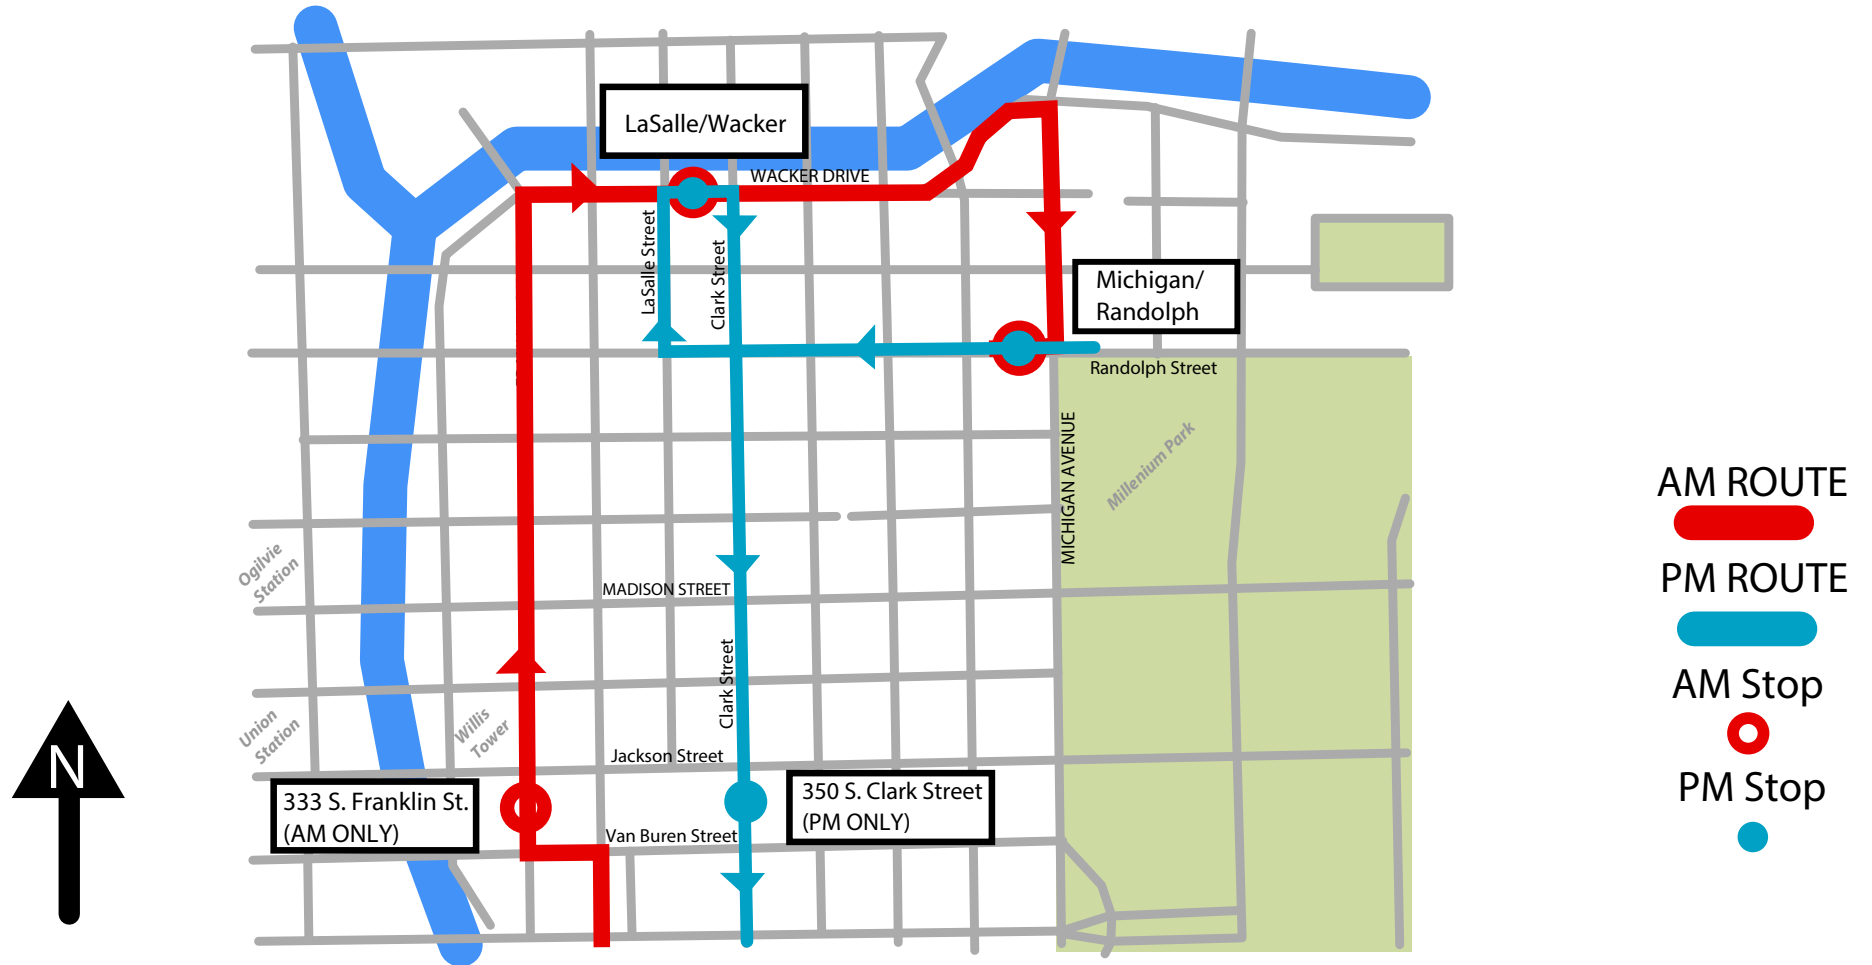 LaSalle/Wacker
WACKER DRIVE
LaSalle Street
Clark Street
Michigan/
Randolph
Randolph Street
MICHIGAN AVENUE
Millenium Park
Ogilvie
Station
MADISON STREET
Clark Street
Union
Station
Willis
Tower
Jackson Street
333 S. Franklin St.
(AM ONLY)
350 S. Clark Street
(PM ONLY)
Van Buren Street
N
AM ROUTE
PM ROUTE
AM Stop
PM Stop